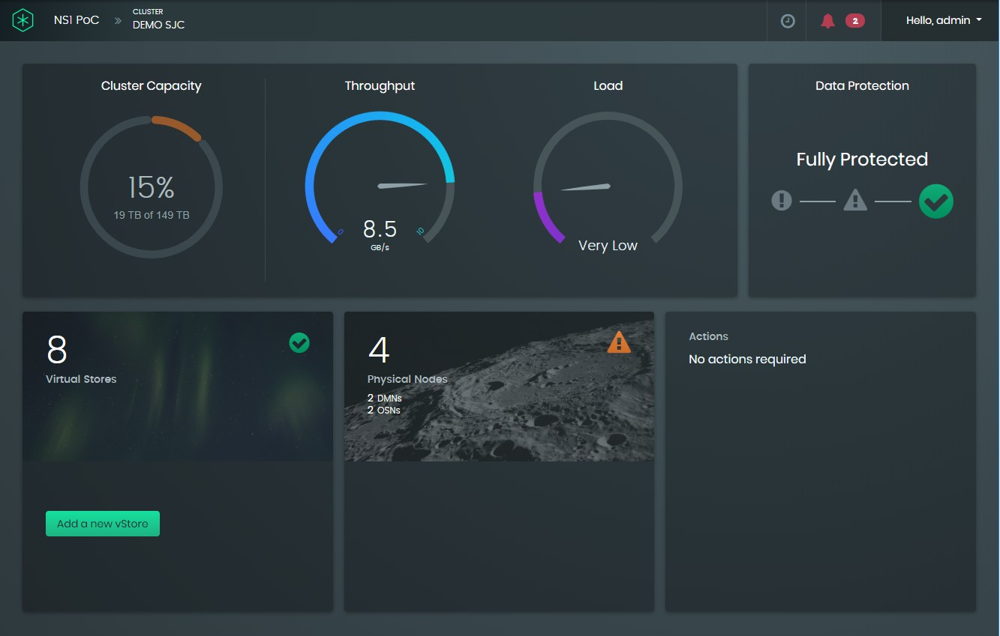 NS1 PoC » CLUSTER
DEMO SJC
2
Hello, admin
Cluster Capacity
15%
19 TB of 149 TB
Throughput
0
10
8.5
GB/s
Load
Very Low
Data Protection
Fully Protected
8
Virtual Stores
Add a new vStore
4
Physical Nodes
2 DMNs
2 OSNs
Actions
No actions required